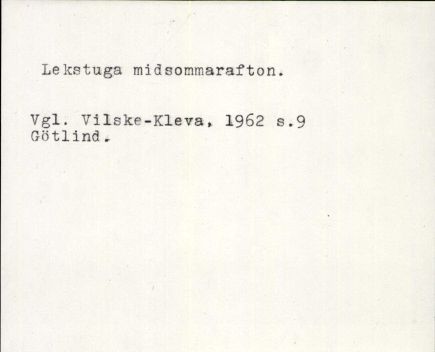 Lekstuga midsommarafton.
Vgl. Vilske-Kleva, 1962 s.9
Götlind.